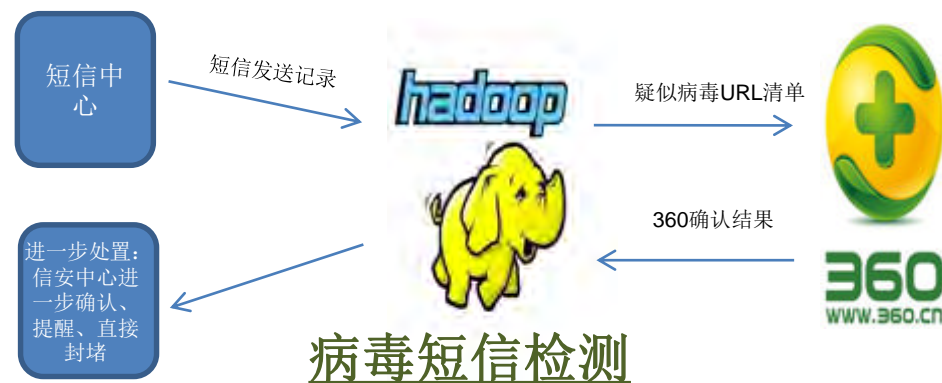 短信中
心
短信发送记录
hadoop
疑似病毒URL清单
360确认结果
进一步处置：
信安中心进
一步确认、
提醒、直接
封堵
360
www.360.cn
病毒短信检测